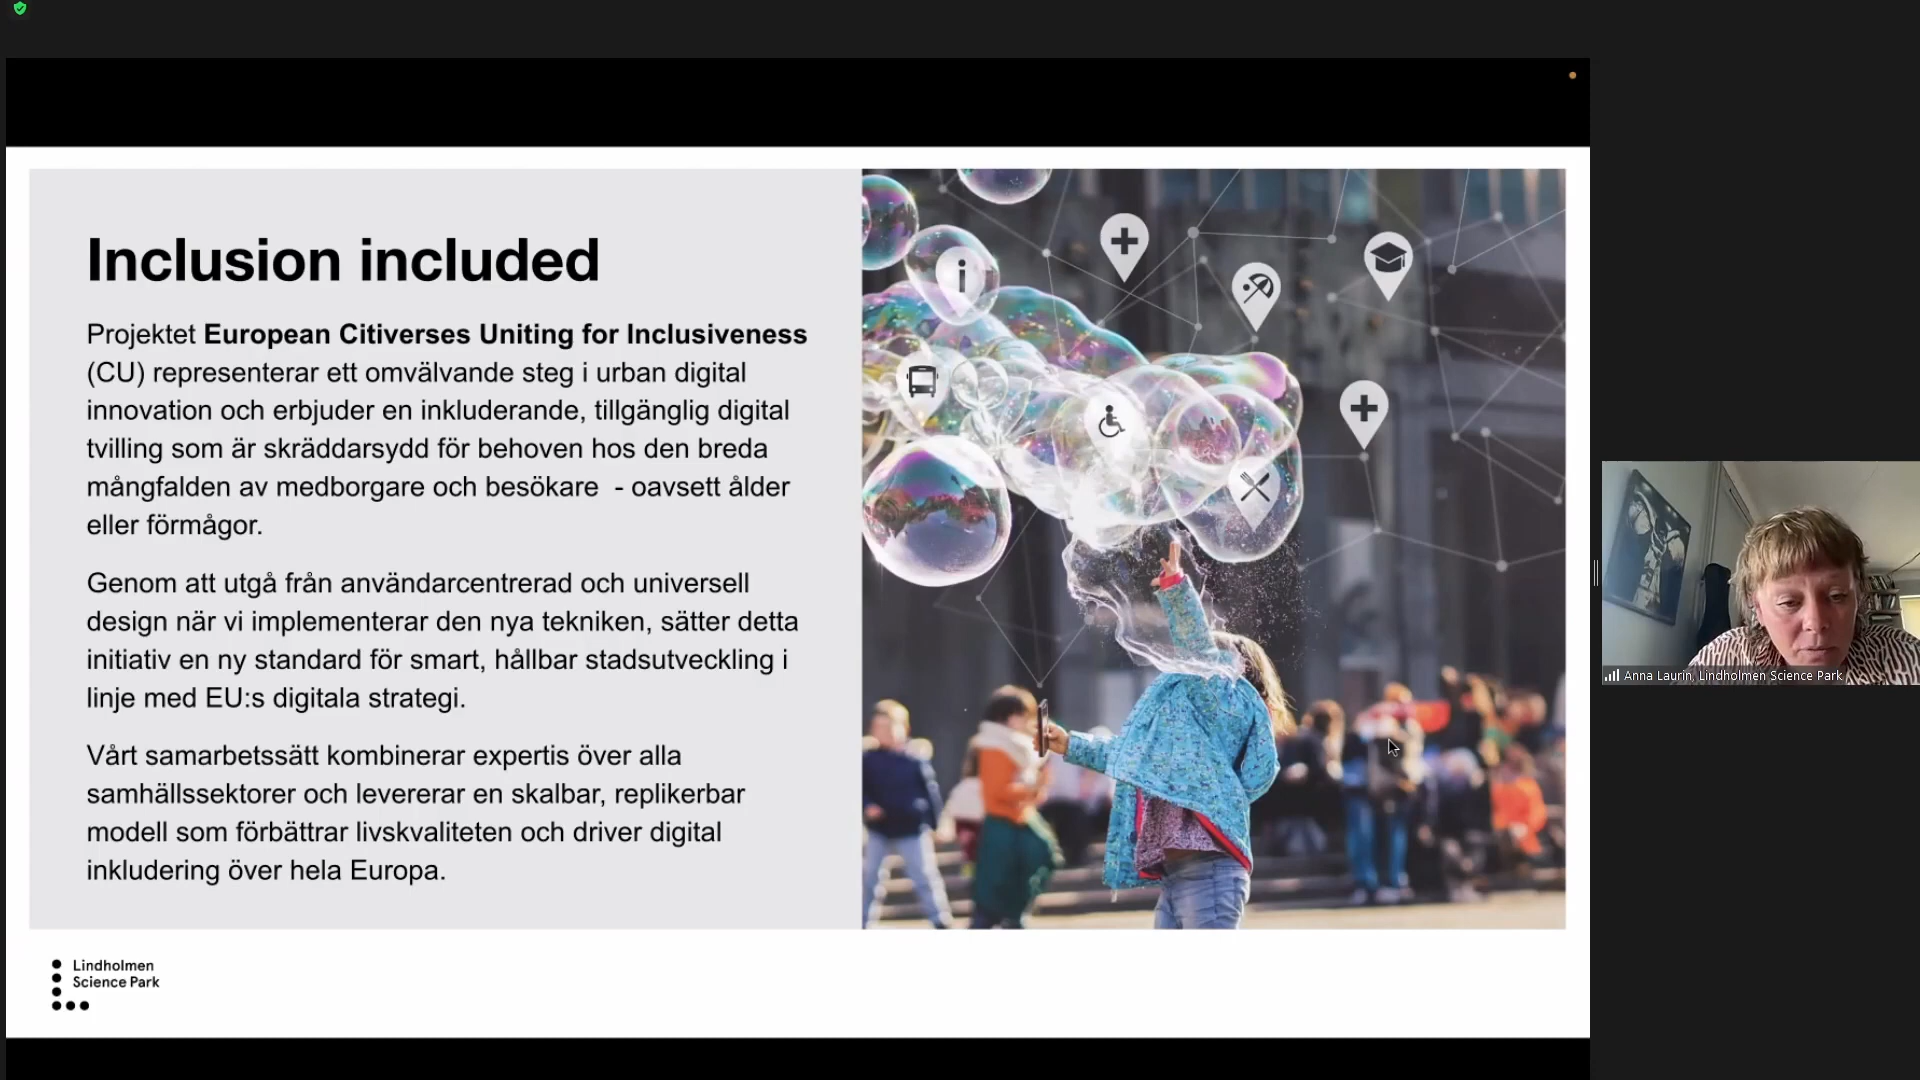 Inclusion included
Projektet European Citiverses Uniting for Inclusiveness
(CU) representerar ett omvälvande steg i urban digital
innovation och erbjuder en inkluderande, tillgänglig digital
tvilling som är skräddarsydd för behoven hos den breda
mångfalden av medborgare och besökare  - oavsett ålder
eller förmågor.
Genom att utgå från användarcentrerad och universell
design när vi implementerar den nya tekniken, sätter detta
initiativ en ny standard för smart, hållbar stadsutveckling i
linje med EU:s digitala strategi.
Vårt samarbetssätt kombinerar expertis över alla
samhällssektorer och levererar en skalbar, replikerbar
modell som förbättrar livskvaliteten och driver digital
inkludering över hela Europa.
Lindholmen
Science Park
Anna Laurin, Lindholmen Science Park